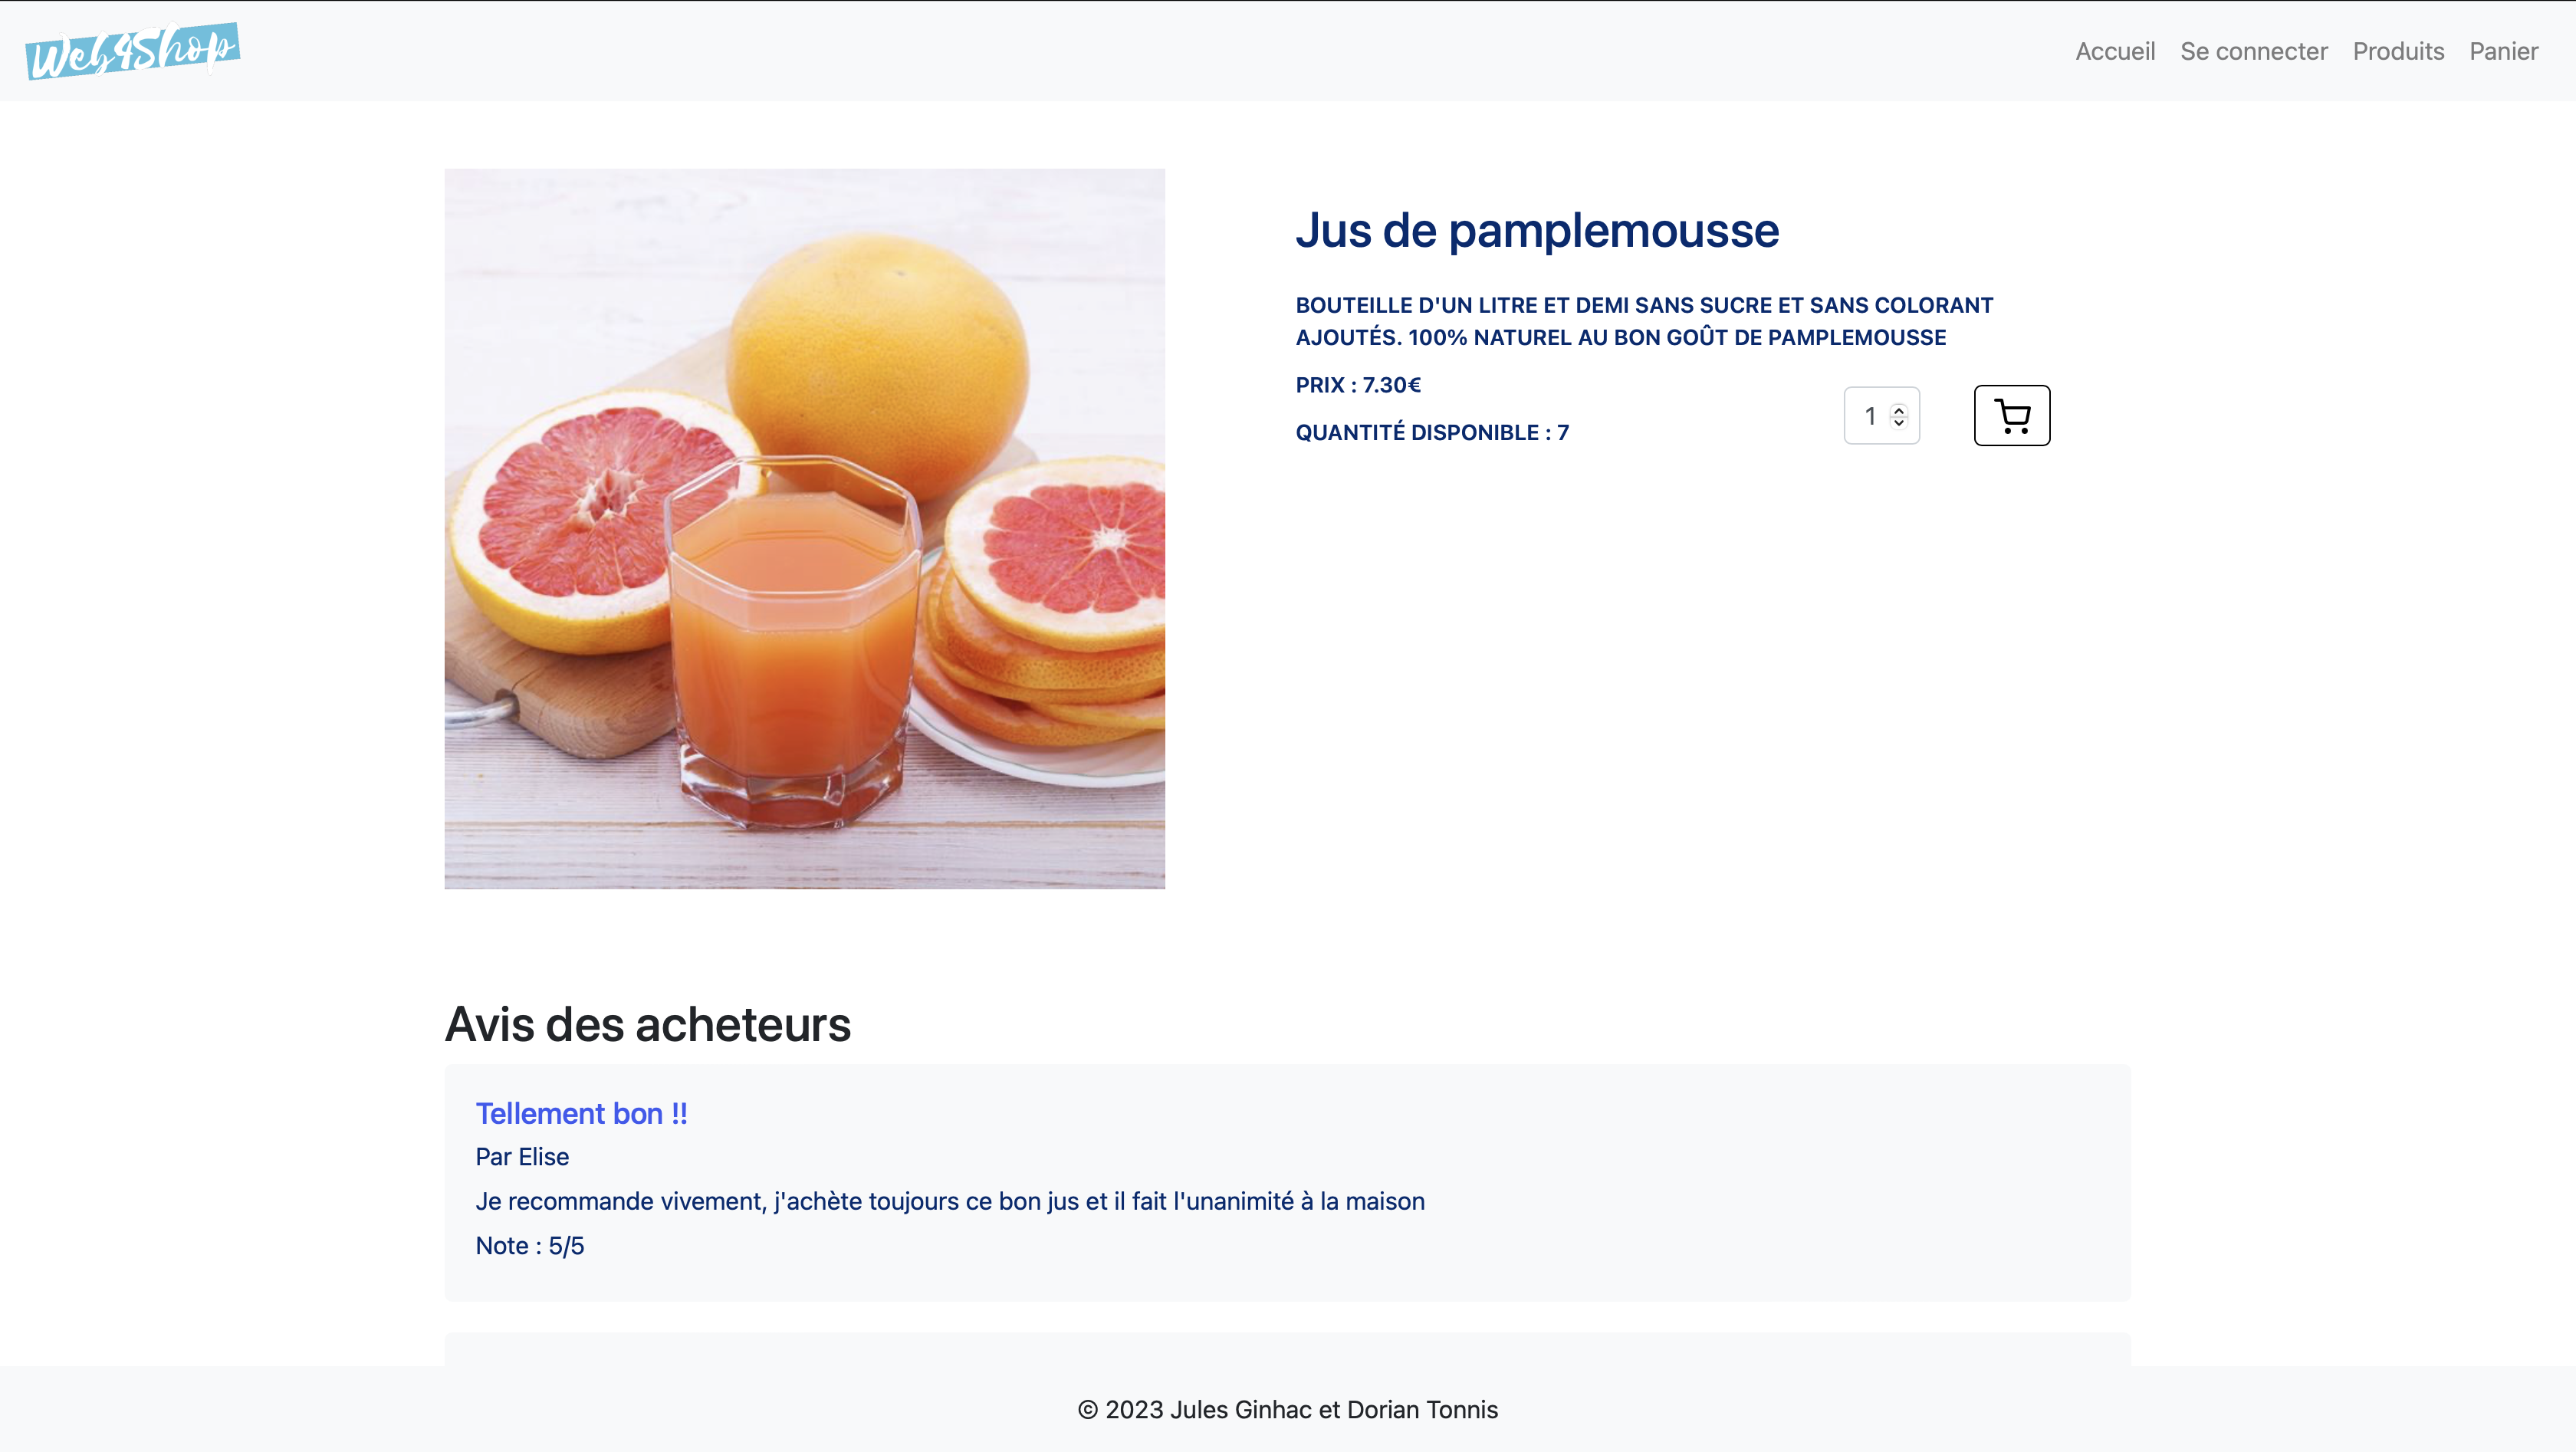 Web4Shop
Accueil Se connecter Produits Panier
Jus de pamplemousse
BOUTEILLE D'UN LITRE ET DEMI SANS SUCRE ET SANS COLORANT
AJOUTÉS. 100% NATUREL AU BON GOÛT DE PAMPLEMOUSSE
PRIX : 7.30€
QUANTITÉ DISPONIBLE : 7
1
Avis des acheteurs
Tellement bon !!
Par Elise
Je recommande vivement, j'achète toujours ce bon jus et il fait l'unanimité à la maison
Note : 5/5
© 2023 Jules Ginhac et Dorian Tonnis